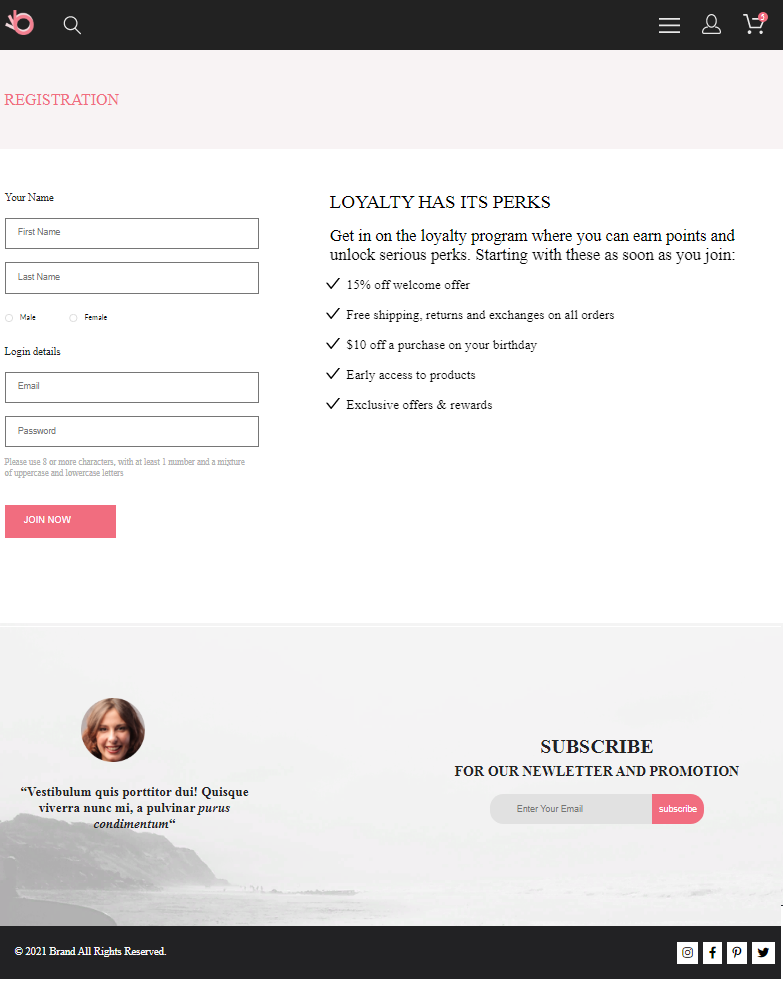 REGISTRATION
Your Name
First Name
Last Name
Male Female
Login details
Email
Password
Please use 8 or more characters, with at least 1 number and a mixture
of uppercase and lowercase letters
JOIN NOW
LOYALTY HAS ITS PERKS
Get in on the loyalty program where you can earn points and
unlock serious perks. Starting with these as soon as you join:
15% off welcome offer
Free shipping, returns and exchanges on all orders
$10 off a purchase on your birthday
Early access to products
Exclusive offers & rewards
“Vestibulum quis porttitor dui! Quisque
viverra nunc mi, a pulvinar purus
condimentum“
SUBSCRIBE
FOR OUR NEWLETTER AND PROMOTION
Enter Your Email
subscribe
© 2021 Brand All Rights Reserved.